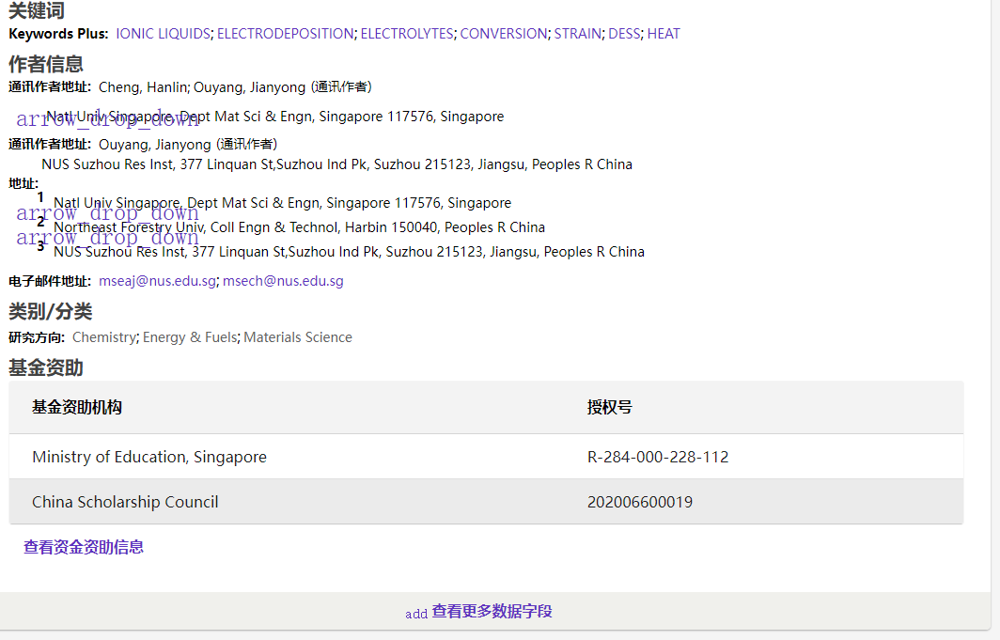 关键词
Keywords Plus: IONIC LIQUIDS; ELECTRODEPOSITION; ELECTROLYTES; CONVERSION; STRAIN; DESS; HEAT
作者信息
通讯作者地址: Cheng, Hanlin; Ouyang, Jianyong (通讯作者)
arrow_drop_down
Natl Univ Singapore, Dept Mat Sci & Engn, Singapore 117576, Singapore
通讯作者地址: Ouyang, Jianyong (通讯作者)
NUS Suzhou Res Inst, 377 Linquan St,Suzhou Ind Pk, Suzhou 215123, Jiangsu, Peoples R China
地址:
1 Natl Univ Singapore, Dept Mat Sci & Engn, Singapore 117576, Singapore
arrow_drop_down
2 Northeast Forestry Univ, Coll Engn & Technol, Harbin 150040, Peoples R China
arrow_drop_down
3 NUS Suzhou Res Inst, 377 Linquan St,Suzhou Ind Pk, Suzhou 215123, Jiangsu, Peoples R China
电子邮件地址: mseaj@nus.edu.sg; msech@nus.edu.sg
类别/分类
研究方向: Chemistry; Energy & Fuels; Materials Science
基金资助
基金资助机构 授权号
Ministry of Education, Singapore R-284-000-228-112
China Scholarship Council 202006600019
查看资金资助信息
add 查看更多数据字段